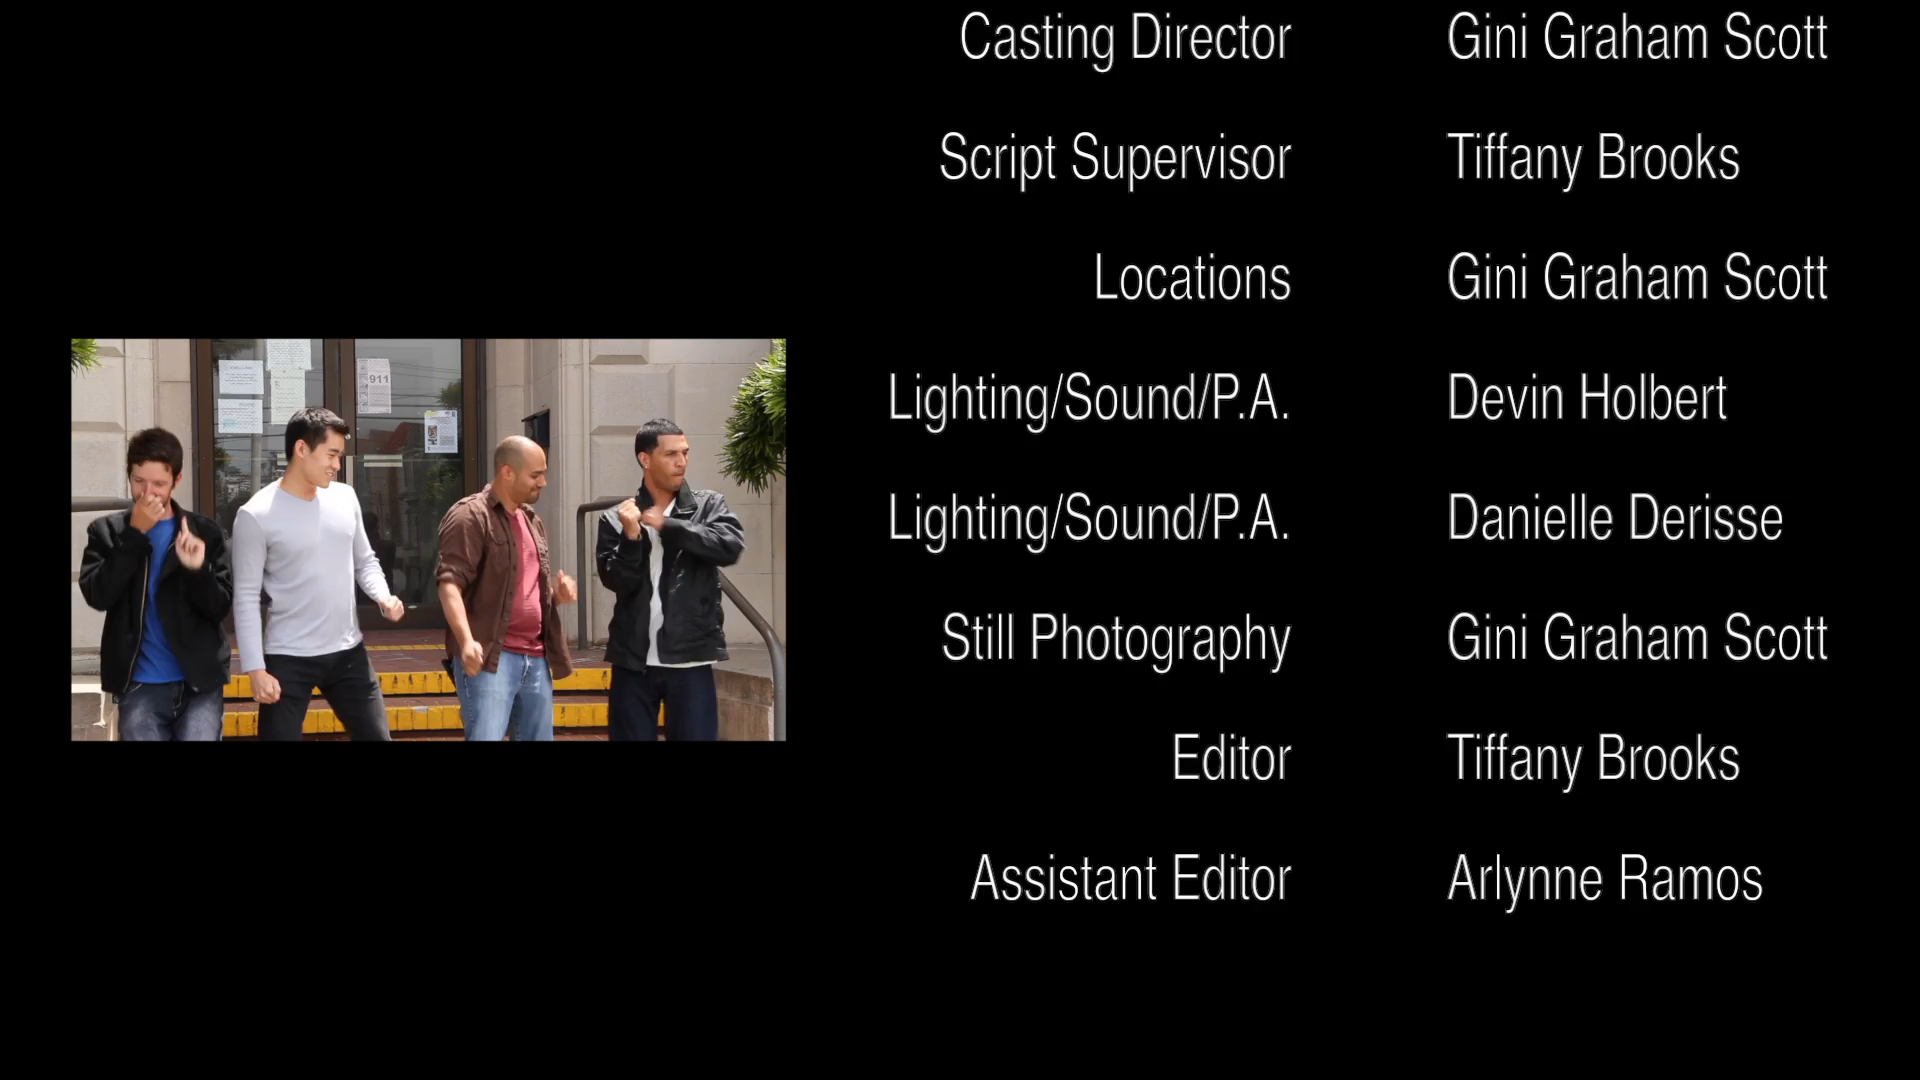 Casting Director Gini Graham Scott
Script Supervisor Tiffany Brooks
Locations Gini Graham Scott
Lighting/Sound/P.A. Devin Holbert
Lighting/Sound/P.A. Danielle Derisse
Still Photography Gini Graham Scott
Editor Tiffany Brooks
Assistant Editor Arlynne Ramos
911